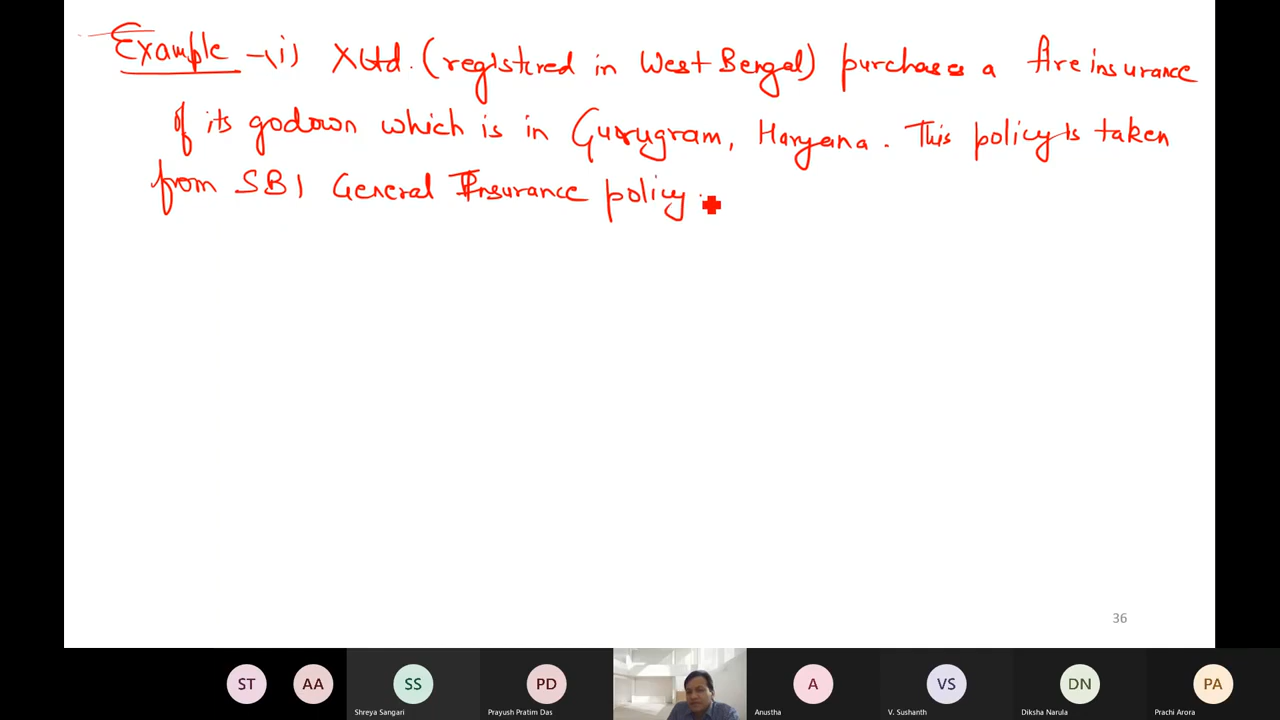 Example -(i) X Ltd. (registered in West Bengal) purchases a fire insurance
of its godown which is in Gurugram, Haryana. This policy is taken
from SBI General Insurance policy.
36
ST AA SS PD A VS DN PA
Shreya Sangari Prayush Pratim Das Anustha V. Sushanth Diksha Narula Prachi Arora